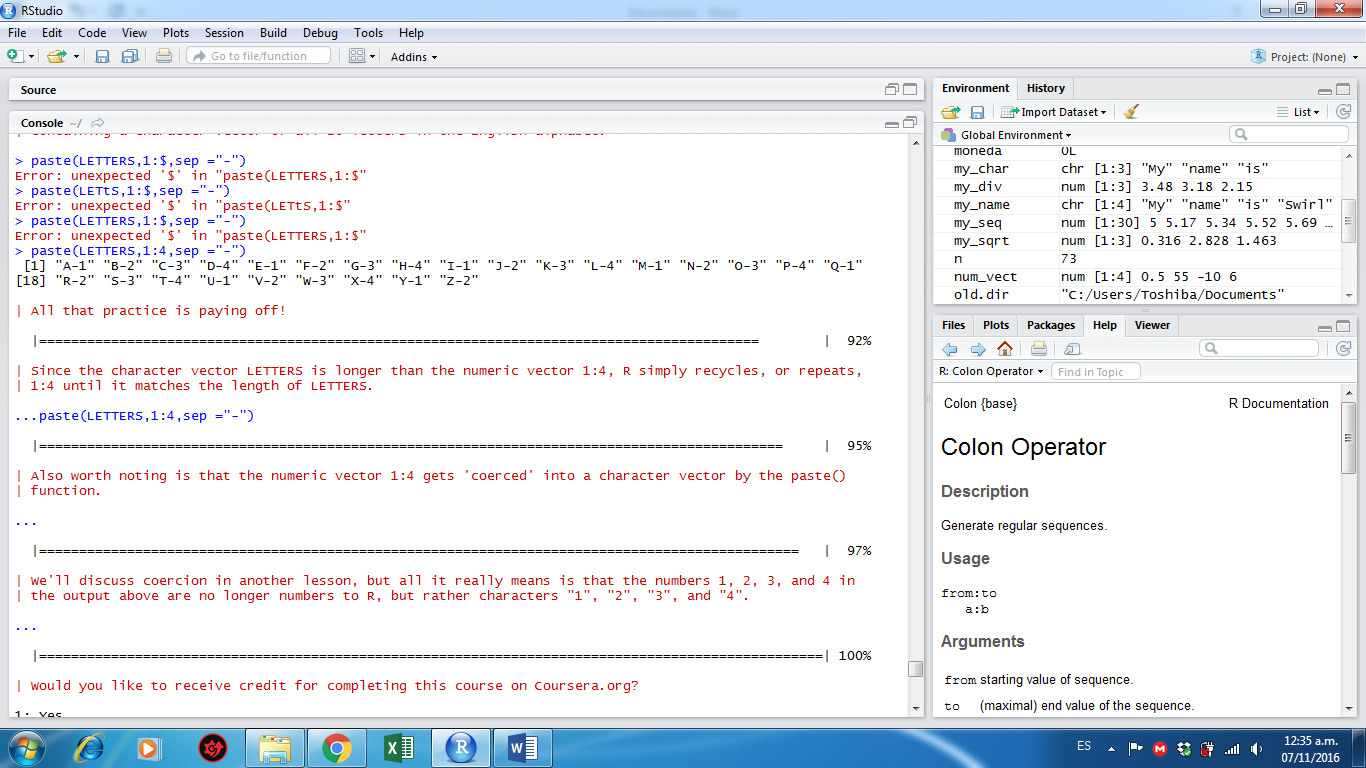 RStudio
File Edit Code View Plots Session Build Debug Tools Help
Go to file/function Addins Project: (None)
Source
Console ~/
> paste(LETTERS,1:$,sep ="-")
Error: unexpected '$' in "paste(LETTERS,1:$"
> paste(LETtS,1:$,sep ="-")
Error: unexpected '$' in "paste(LETtS,1:$"
> paste(LETTERS,1:$,sep ="-")
Error: unexpected '$' in "paste(LETTERS,1:$"
> paste(LETTERS,1:4,sep ="-")
[1] "A-1" "B-2" "C-3" "D-4" "E-1" "F-2" "G-3" "H-4" "I-1" "J-2" "K-3" "L-4" "M-1" "N-2" "O-3" "P-4" "Q-1"
[18] "R-2" "S-3" "T-4" "U-1" "V-2" "W-3" "X-4" "Y-1" "Z-2"
| All that practice is paying off!
|==========================================================================================        |  92%
| Since the character vector LETTERS is longer than the numeric vector 1:4, R simply recycles, or repeats,
| 1:4 until it matches the length of LETTERS.
...paste(LETTERS,1:4,sep ="-")
|=============================================================================================     |  95%
| Also worth noting is that the numeric vector 1:4 gets 'coerced' into a character vector by the paste()
| function.
...
|===============================================================================================   |  97%
| We'll discuss coercion in another lesson, but all it really means is that the numbers 1, 2, 3, and 4 in
| the output above are no longer numbers to R, but rather characters "1", "2", "3", and "4".
...
|==================================================================================================| 100%
| Would you like to receive credit for completing this course on Coursera.org?
1: Yes
Environment History
Import Dataset List
Global Environment
moneda OL
my_char chr [1:3] "My" "name" "is"
my_div num [1:3] 3.48 3.18 2.15
my_name chr [1:4] "My" "name" "is" "Swirl"
my_seq num [1:30] 5 5.17 5.34 5.52 5.69 …
my_sqrt num [1:3] 0.316 2.828 1.463
n 73
num_vect num [1:4] 0.5 55 -10 6
old.dir "C:/Users/Toshiba/Documents"
Files Plots Packages Help Viewer
R: Colon Operator Find in Topic
Colon {base} R Documentation
Colon Operator
Description
Generate regular sequences.
Usage
from:to
a:b
Arguments
from starting value of sequence.
to (maximal) end value of the sequence.
ES 12:35 a.m.
07/11/2016